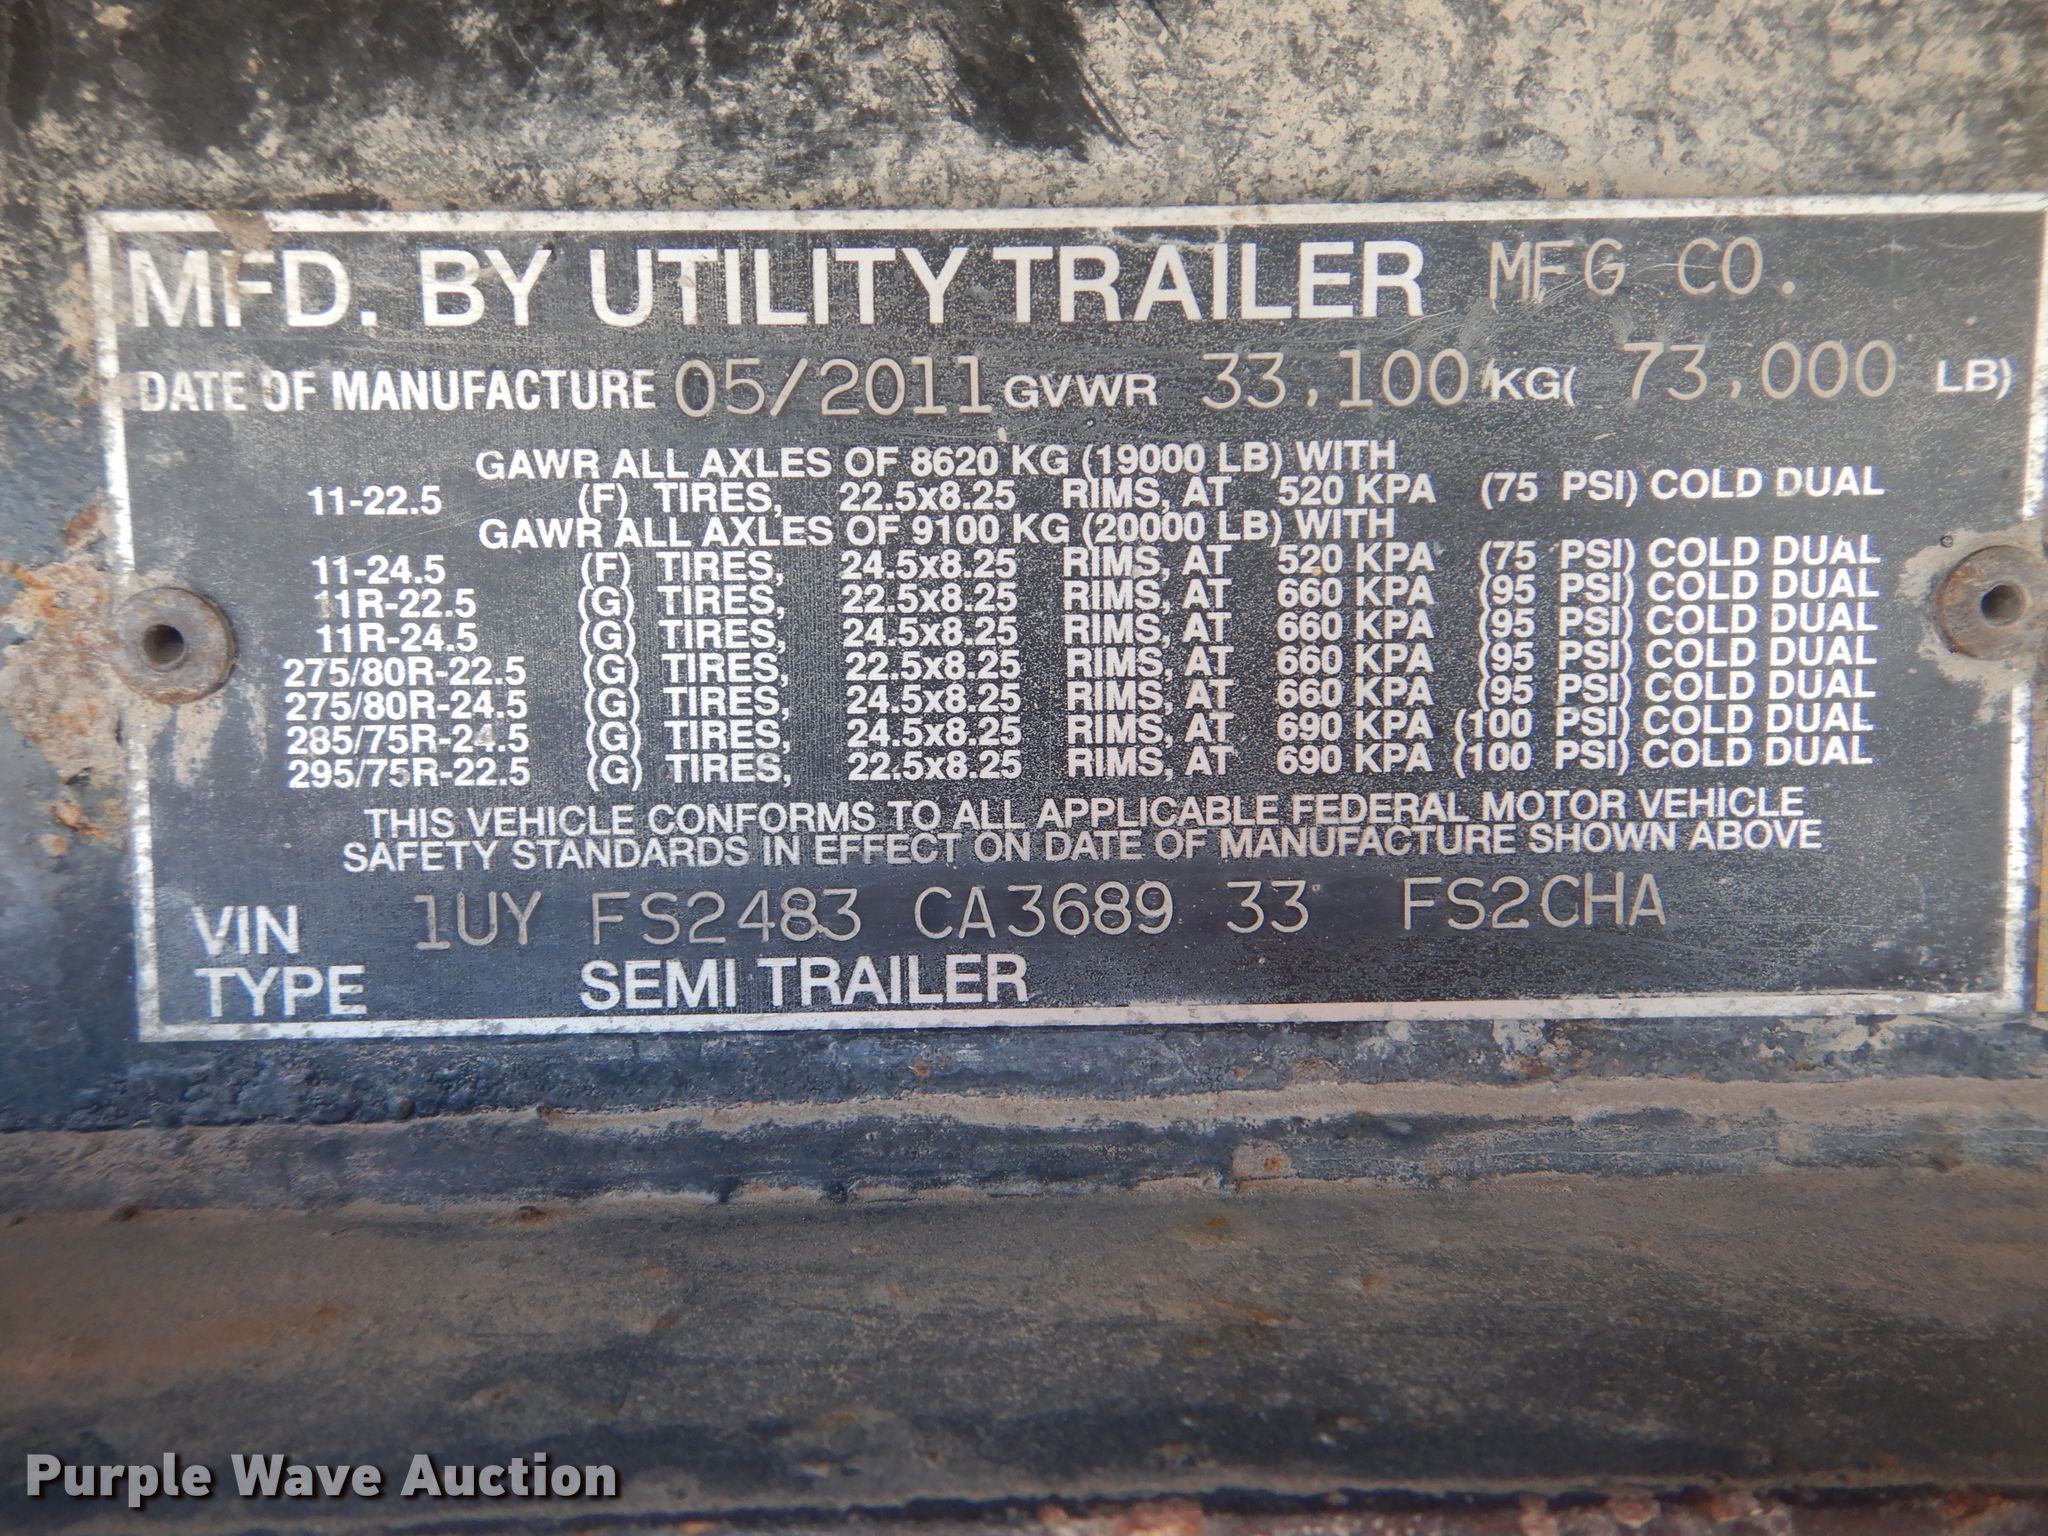 MFD. BY UTILITY TRAILER MFG CO.
DATE OF MANUFACTURE 05/2011 GVWR 33,100 KG( 73,000 LB)
GAWR ALL AXLES OF 8620 KG (19000 LB) WITH
11-22.5 (F) TIRES, 22.5x8.25 RIMS, AT 520 KPA (75 PSI) COLD DUAL
GAWR ALL AXLES OF 9100 KG (20000 LB) WITH
11-24.5 (F) TIRES, 24.5x8.25 RIMS, AT 520 KPA (75 PSI) COLD DUAL
11R-22.5 (G) TIRES, 22.5x8.25 RIMS, AT 660 KPA (95 PSI) COLD DUAL
11R-24.5 (G) TIRES, 24.5x8.25 RIMS, AT 660 KPA (95 PSI) COLD DUAL
275/80R-22.5 (G) TIRES, 22.5x8.25 RIMS, AT 660 KPA (95 PSI) COLD DUAL
275/80R-24.5 (G) TIRES, 24.5x8.25 RIMS, AT 660 KPA (95 PSI) COLD DUAL
285/75R-24.5 (G) TIRES, 24.5x8.25 RIMS, AT 690 KPA (100 PSI) COLD DUAL
295/75R-22.5 (G) TIRES, 22.5x8.25 RIMS, AT 690 KPA (100 PSI) COLD DUAL
THIS VEHICLE CONFORMS TO ALL APPLICABLE FEDERAL MOTOR VEHICLE
SAFETY STANDARDS IN EFFECT ON DATE OF MANUFACTURE SHOWN ABOVE
VIN 1UY FS2483 CA3689 33 FS2CHA
TYPE SEMI TRAILER
Purple Wave Auction